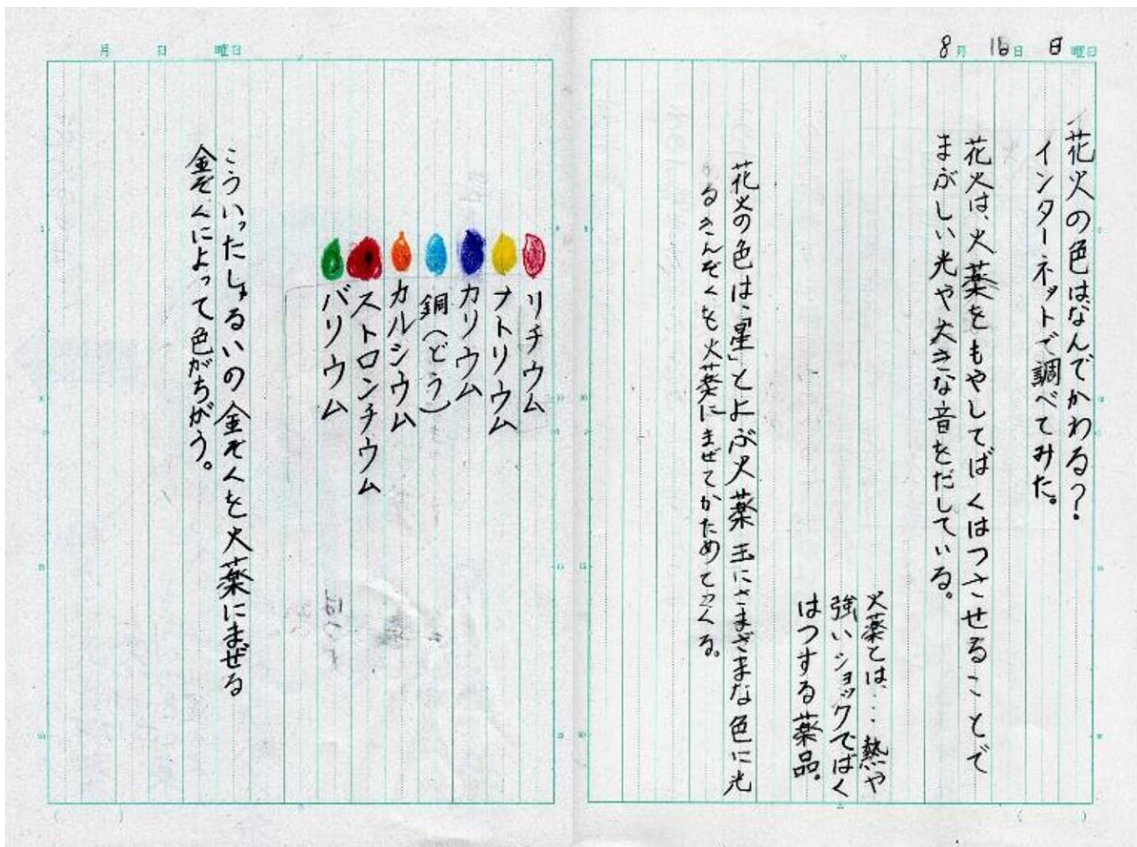 8月18日 日曜日
花火の色はなんでかわる?
インターネットで調べてみた。
花火は、火薬をもやしてばくはつさせることで
まぶしい光や大きな音をだしている。
火薬とは…熱や
強いショックでばく
はつする薬品。
花火の色は「星」とよぶ火薬玉にさまざまな色に光
るきんぞくを火薬にまぜてかためてつくる。
月 日 曜日
リチウム
ナトリウム
カリウム
銅(どう)
カルシウム
ストロンチウム
バリウム
こういったしゅるいの金ぞくを火薬にまぜる
金ぞくによって色がちがう。